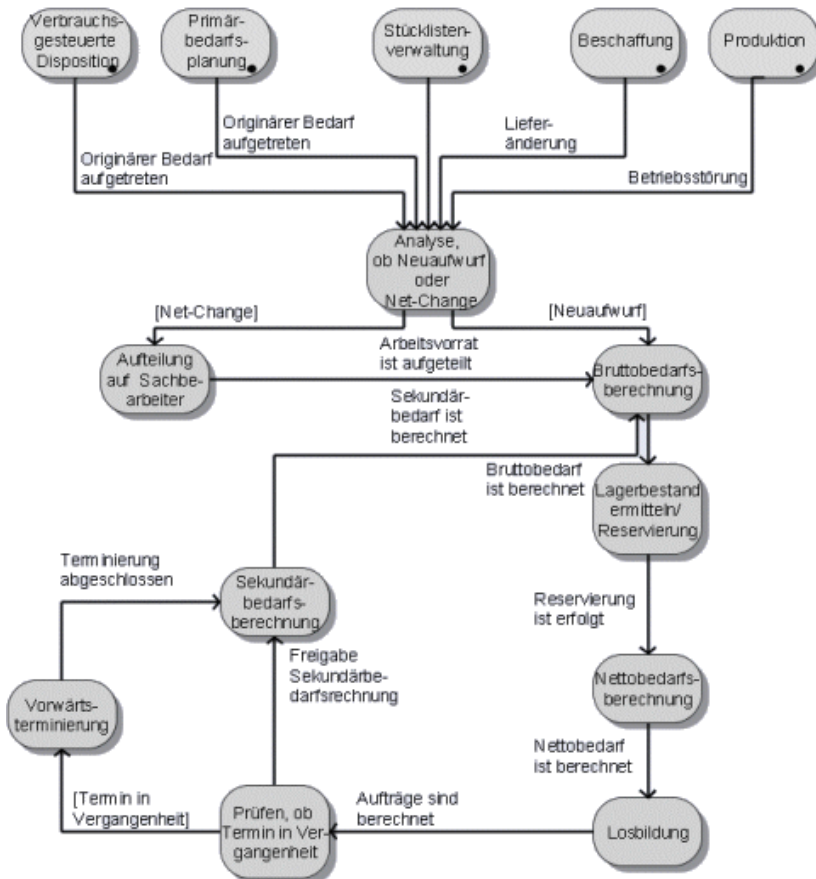 Verbrauchs-
gesteuerte
Disposition
Primär-
bedarfs-
planung
Stücklisten-
verwaltung
Beschaffung
Produktion
Originärer Bedarf
aufgetreten
Liefer-
änderung
Originärer Bedarf
aufgetreten
Betriebsstörung
Analyse,
ob Neuaufwurf
oder
Net-Change
[Net-Change]
[Neuaufwurf]
Aufteilung
auf Sachbe-
arbeiter
Arbeitsvorrat
ist aufgeteilt
Bruttobedarfs-
berechnung
Sekundär-
bedarf ist
berechnet
Bruttobedarf
ist berechnet
Lagerbestand
ermitteln/
Reservierung
Terminierung
abgeschlossen
Sekundär-
bedarfs-
berechnung
Reservierung
ist erfolgt
Freigabe
Sekundärbe-
darfsrechnung
Vorwärts-
terminierung
Nettobedarfs-
berechnung
Nettobedarf
ist berechnet
[Termin in
Vergangenheit]
Prüfen, ob
Termin in Ver-
gangenheit
Aufträge sind
berechnet
Losbildung